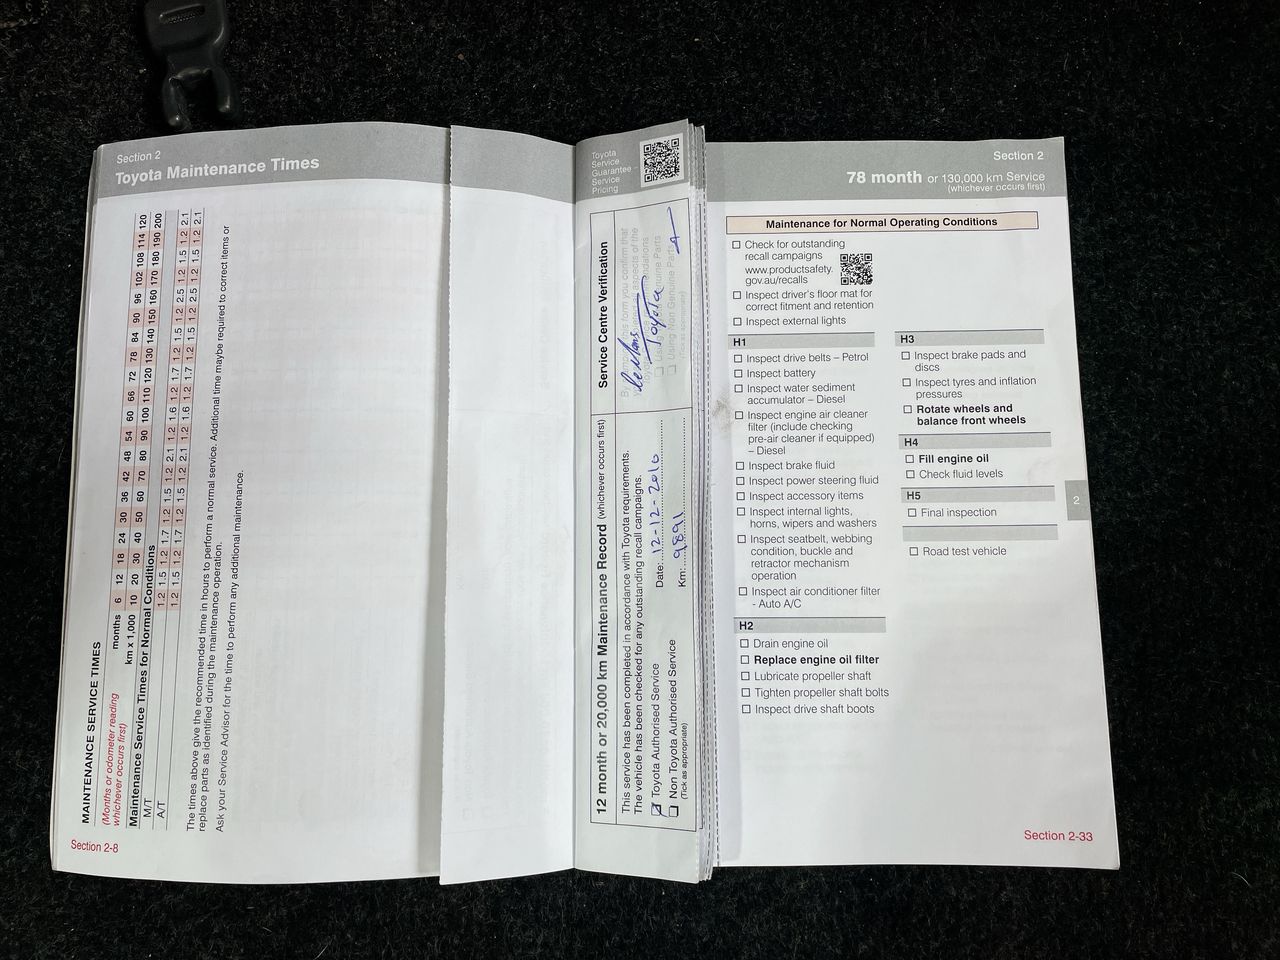 Section 2
Toyota Maintenance Times
MAINTENANCE SERVICE TIMES
(Months or odometer reading
whichever occurs first)
months 6 12 18 24 30 36 42 48 54 60 66 72 78 84 90 96 102 108 114 120
km x 1,000 10 20 30 40 50 60 70 80 90 100 110 120 130 140 150 160 170 180 190 200
Maintenance Service Times for Normal Conditions
M/T 1.2 1.5 1.2 1.7 1.2 1.5 1.2 2.1 1.2 1.6 1.2 1.7 1.2 1.5 1.2 2.5 1.2 1.5 1.2 2.1
A/T 1.2 1.5 1.2 1.7 1.2 1.5 1.2 2.1 1.2 1.6 1.2 1.7 1.2 1.5 1.2 2.5 1.2 1.5 1.2 2.1
The times above give the recommended time in hours to perform a normal service. Additional time maybe required to correct items or
replace parts as identified during the maintenance operation.
Ask your Service Advisor for the time to perform any additional maintenance.
Section 2-8
Toyota
Service
Guarantee
Service
Pricing
12 month or 20,000 km Maintenance Record (whichever occurs first)
This service has been completed in accordance with Toyota requirements.
The vehicle has been checked for any outstanding recall campaigns.
Toyota Authorised Service
Non Toyota Authorised Service
(Tick as appropriate)
Date: 12-12-2016
Km: 9891
Service Centre Verification
Toyota
Section 2
78 month or 130,000 km Service
(whichever occurs first)
Maintenance for Normal Operating Conditions
Check for outstanding
recall campaigns
www.productsafety.
gov.au/recalls
Inspect driver's floor mat for
correct fitment and retention
Inspect external lights
H1
Inspect drive belts – Petrol
Inspect battery
Inspect water sediment
accumulator – Diesel
Inspect engine air cleaner
filter (include checking
pre-air cleaner if equipped)
– Diesel
Inspect brake fluid
Inspect power steering fluid
Inspect accessory items
Inspect internal lights,
horns, wipers and washers
Inspect seatbelt, webbing
condition, buckle and
retractor mechanism
operation
Inspect air conditioner filter
- Auto A/C
H2
Drain engine oil
Replace engine oil filter
Lubricate propeller shaft
Tighten propeller shaft bolts
Inspect drive shaft boots
H3
Inspect brake pads and
discs
Inspect tyres and inflation
pressures
Rotate wheels and
balance front wheels
H4
Fill engine oil
Check fluid levels
H5
Final inspection
Road test vehicle
2
Section 2-33